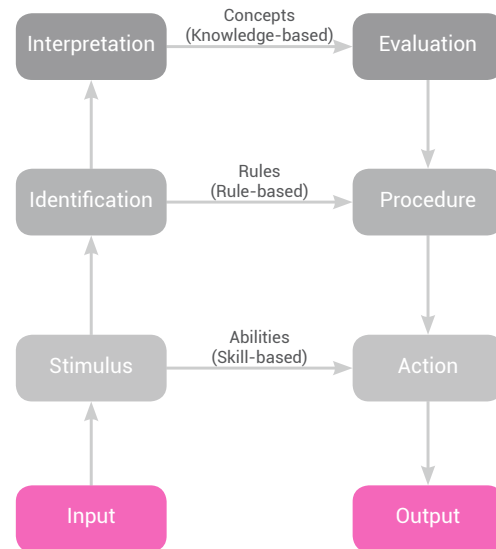 Concepts
(Knowledge-based)
Interpretation
Evaluation
Rules
(Rule-based)
Identification
Procedure
Abilities
(Skill-based)
Stimulus
Action
Input
Output